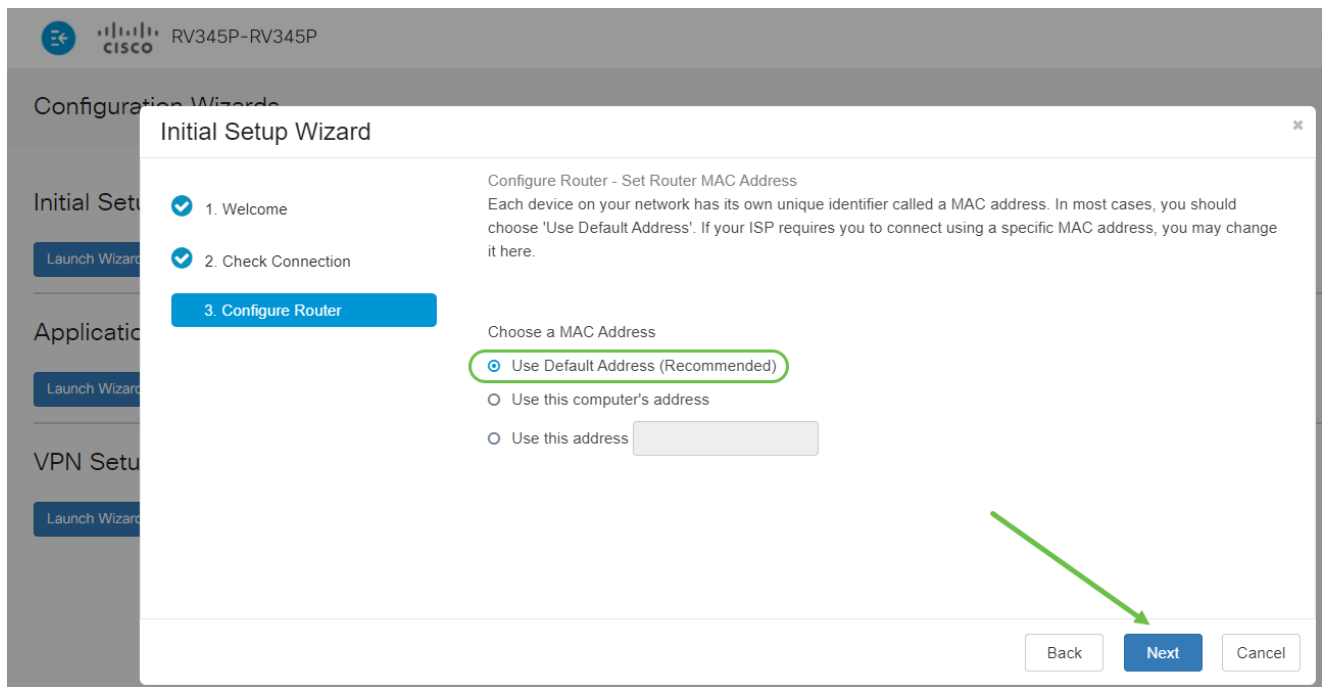 CISCO RV345P-RV345P
Configuration Wizards
Initial Setup Wizard
Initial Setu
Launch Wizard
Applicatio
Launch Wizard
VPN Setu
Launch Wizard
1. Welcome
2. Check Connection
3. Configure Router
Configure Router - Set Router MAC Address
Each device on your network has its own unique identifier called a MAC address. In most cases, you should
choose 'Use Default Address'. If your ISP requires you to connect using a specific MAC address, you may change
it here.
Choose a MAC Address
Use Default Address (Recommended)
Use this computer's address
Use this address
Back Next Cancel